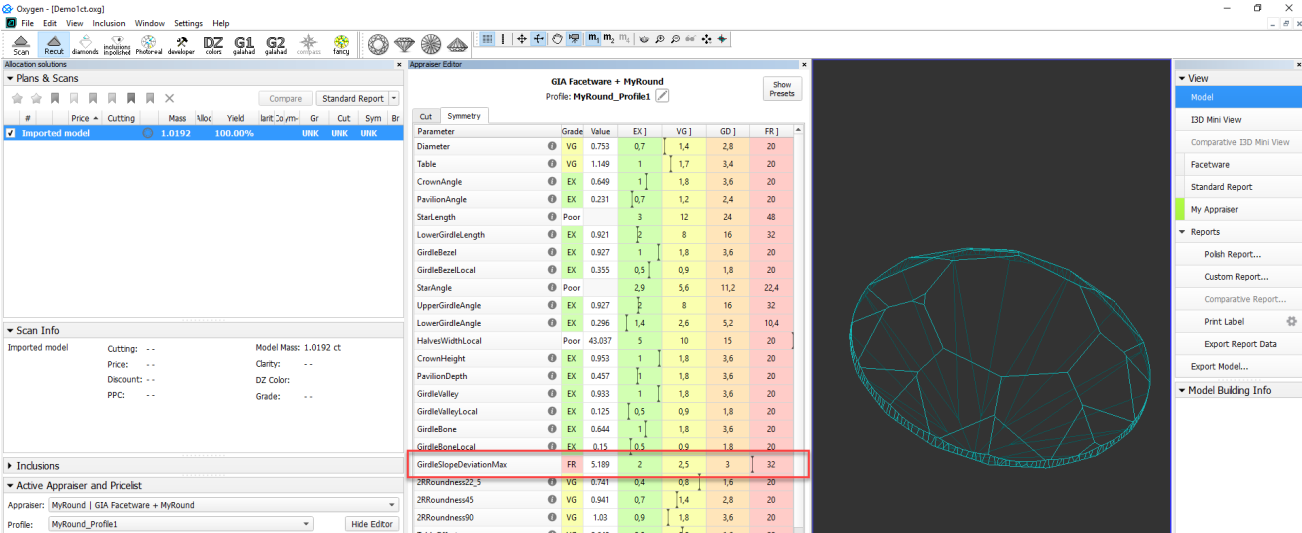 Oxygen - [Demo1ct.oxg]
File Edit View Inclusion Window Settings Help
Scan Recut diamonds inclusions inpolished Photoreal developer DZ colors G1 galahad G2 galahad compass fancy
Allocation solutions
Plans & Scans
Compare Standard Report
# Price Cutting Mass Yield Gr Cut Sym Br
Imported model 1.0192 100.00% UNK UNK UNK
Scan Info
Imported model Cutting: - - Model Mass: 1.0192 ct
Price: - - Clarity: - -
Discount: - - DZ Color:
PPC: - - Grade: - -
Inclusions
Active Appraiser and Pricelist
Appraiser: MyRound | GIA Facetware + MyRound
Profile: MyRound_Profile1 Hide Editor
Appraiser Editor
GIA Facetware + MyRound
Profile: MyRound_Profile1
Show Presets
Cut Symmetry
Parameter Grade Value EX ] VG ] GD ] FR ]
Diameter VG 0.753 0,7 1,4 2,8 20
Table VG 1.149 1 1,7 3,4 20
CrownAngle EX 0.649 1 1,8 3,6 20
PavilionAngle EX 0.231 0,7 1,2 2,4 20
StarLength Poor 3 12 24 48
LowerGirdleLength EX 0.921 2 8 16 32
GirdleBezel EX 0.927 1 1,8 3,6 20
GirdleBezelLocal EX 0.355 0,5 0,9 1,8 20
StarAngle Poor 2,9 5,6 11,2 22,4
UpperGirdleAngle EX 0.927 2 8 16 32
LowerGirdleAngle EX 0.296 1,4 2,6 5,2 10,4
HalvesWidthLocal Poor 43.037 5 10 15 20
CrownHeight EX 0.953 1 1,8 3,6 20
PavilionDepth EX 0.457 1 1,8 3,6 20
GirdleValley EX 0.933 1 1,8 3,6 20
GirdleValleyLocal EX 0.125 0,5 0,9 1,8 20
GirdleBone EX 0.644 1 1,8 3,6 20
GirdleBoneLocal EX 0.15 0,5 0,9 1,8 20
GirdleSlopeDeviationMax FR 5.189 2 2,5 3 32
2RRoundness22_5 VG 0.741 0,4 0,8 1,6 20
2RRoundness45 VG 0.941 0,7 1,4 2,8 20
2RRoundness90 VG 1.03 0,9 1,8 3,6 20
View
Model
I3D Mini View
Comparative I3D Mini View
Facetware
Standard Report
My Appraiser
Reports
Polish Report...
Custom Report...
Comparative Report...
Print Label
Export Report Data
Export Model...
Model Building Info